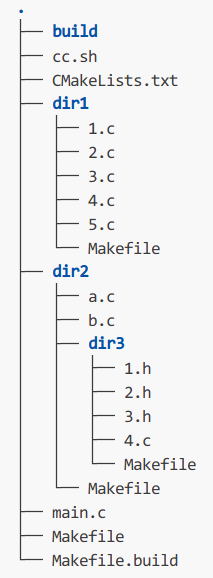 .
├── build
├── cc.sh
├── CMakeLists.txt
├── dir1
│   ├── 1.c
│   ├── 2.c
│   ├── 3.c
│   ├── 4.c
│   ├── 5.c
│   └── Makefile
├── dir2
│   ├── a.c
│   ├── b.c
│   ├── dir3
│   │   ├── 1.h
│   │   ├── 2.h
│   │   ├── 3.h
│   │   ├── 4.c
│   │   └── Makefile
│   └── Makefile
├── main.c
├── Makefile
└── Makefile.build